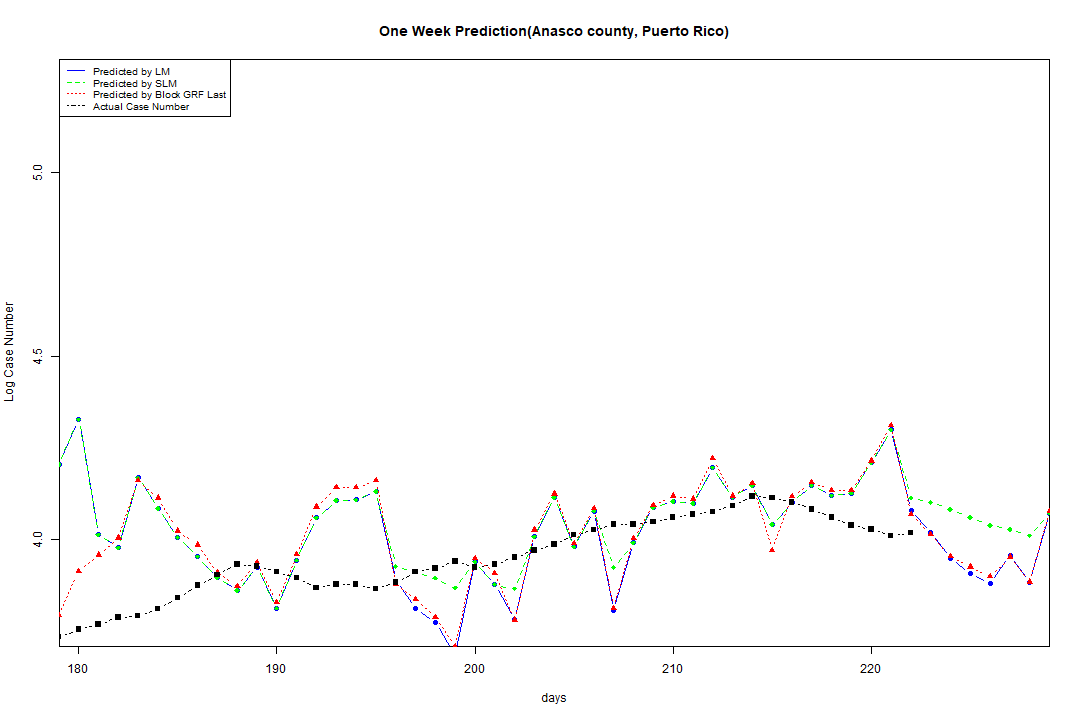 One Week Prediction(Anasco county, Puerto Rico)
Predicted by LM
Predicted by SLM
Predicted by Block GRF Last
Actual Case Number
5.0
4.5
4.0
Log Case Number
180 190 200 210 220
days